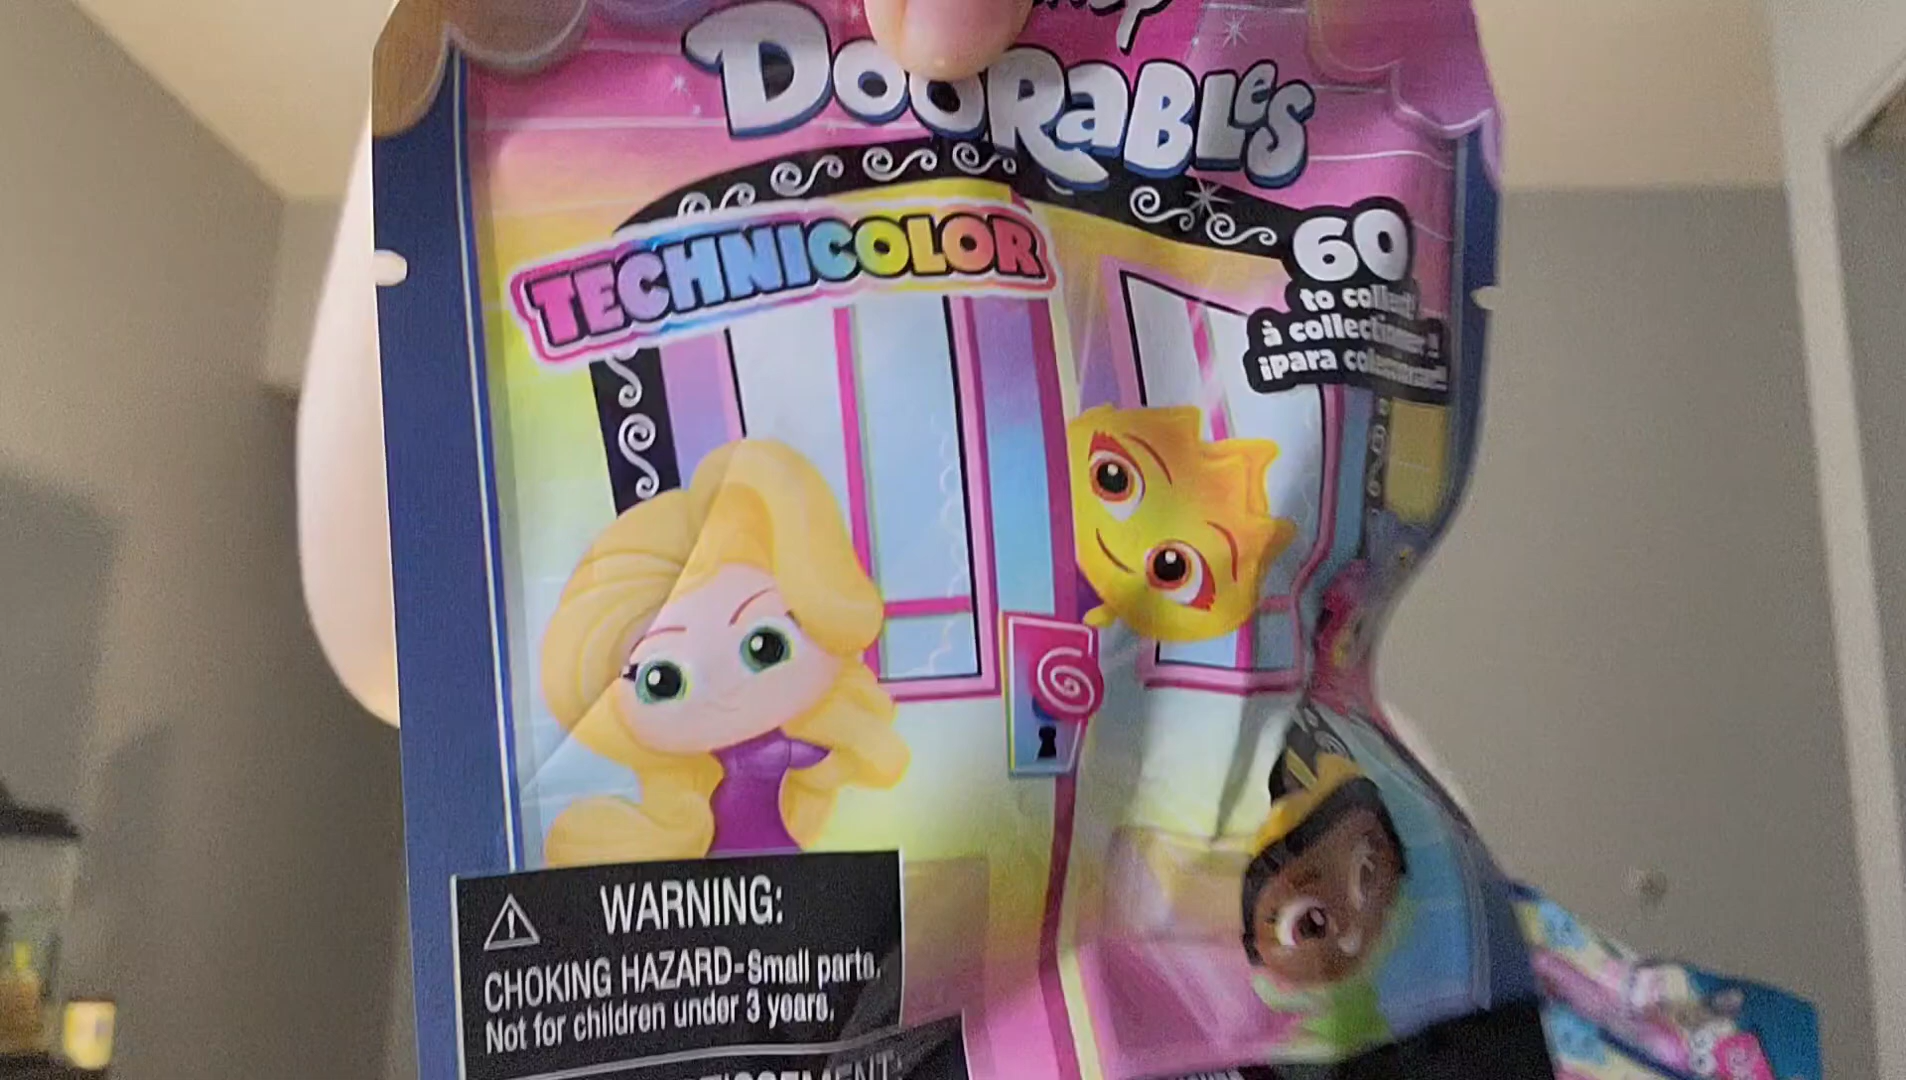 DOORABLES
TECHNICOLOR
60
to collect!
à collectionner !
¡para coleccionar!
WARNING:
CHOKING HAZARD-Small parts.
Not for children under 3 years.